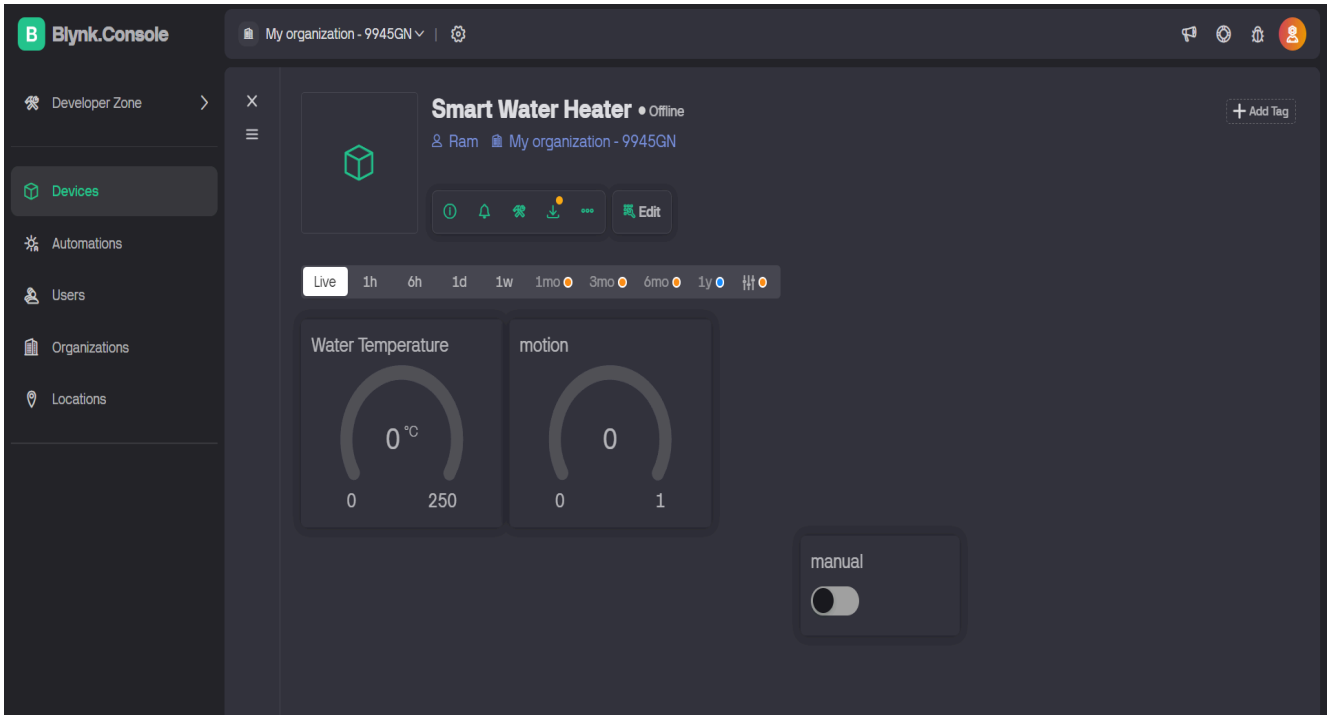 B Blynk.Console
My organization - 9945GN
Developer Zone
Devices
Automations
Users
Organizations
Locations
Smart Water Heater Offline
Ram My organization - 9945GN
Add Tag
Edit
Live 1h 6h 1d 1w 1mo 3mo 6mo 1y
Water Temperature
0 °C
0 250
motion
0
0 1
manual